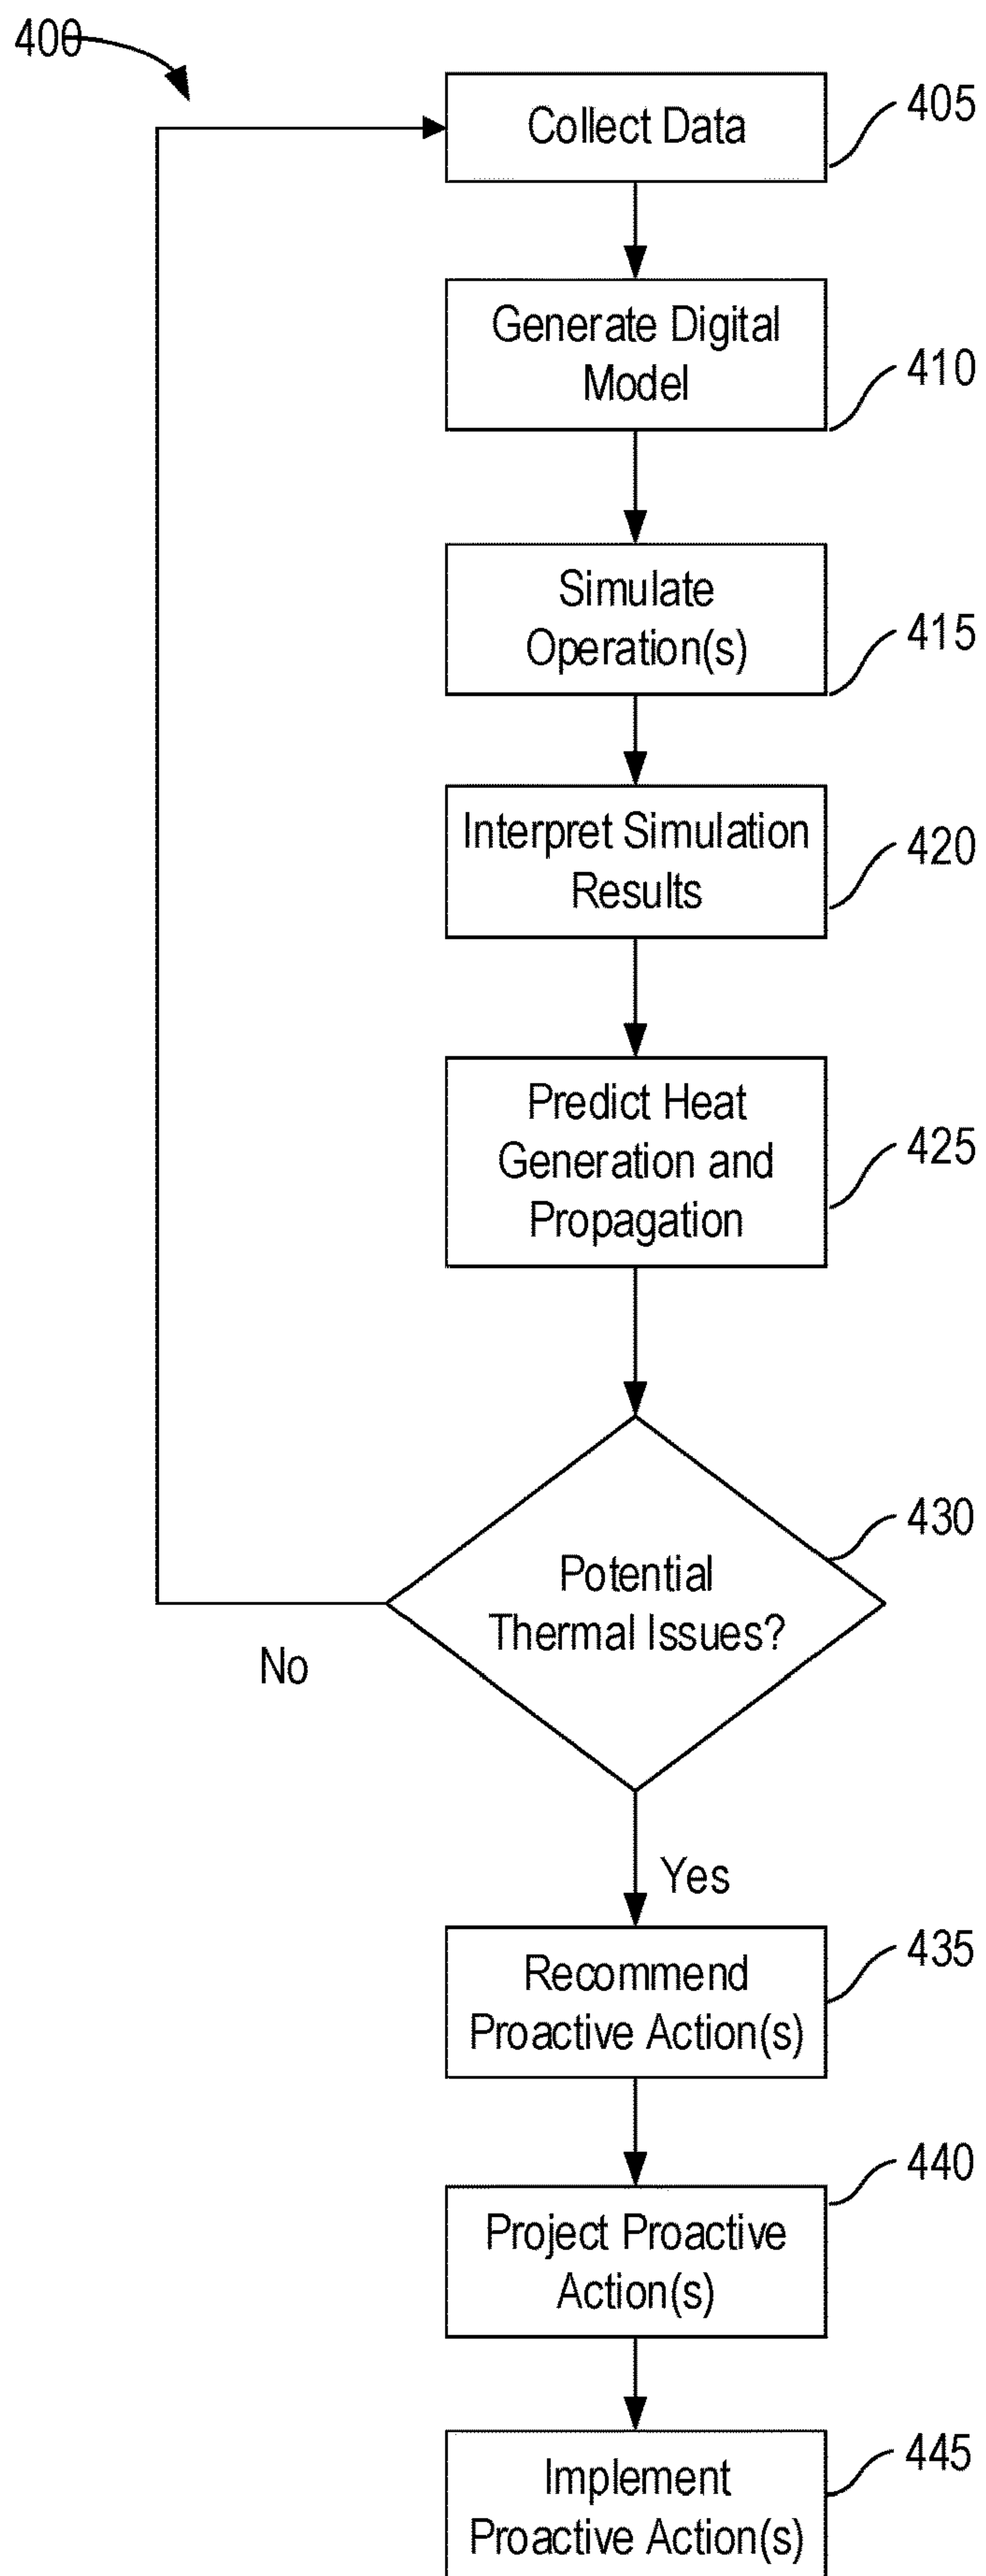 400
Collect Data
405
Generate Digital
Model
410
Simulate
Operation(s)
415
Interpret Simulation
Results
420
Predict Heat
Generation and
Propagation
425
430
Potential
Thermal Issues?
No
Yes
435
Recommend
Proactive Action(s)
440
Project Proactive
Action(s)
445
Implement
Proactive Action(s)